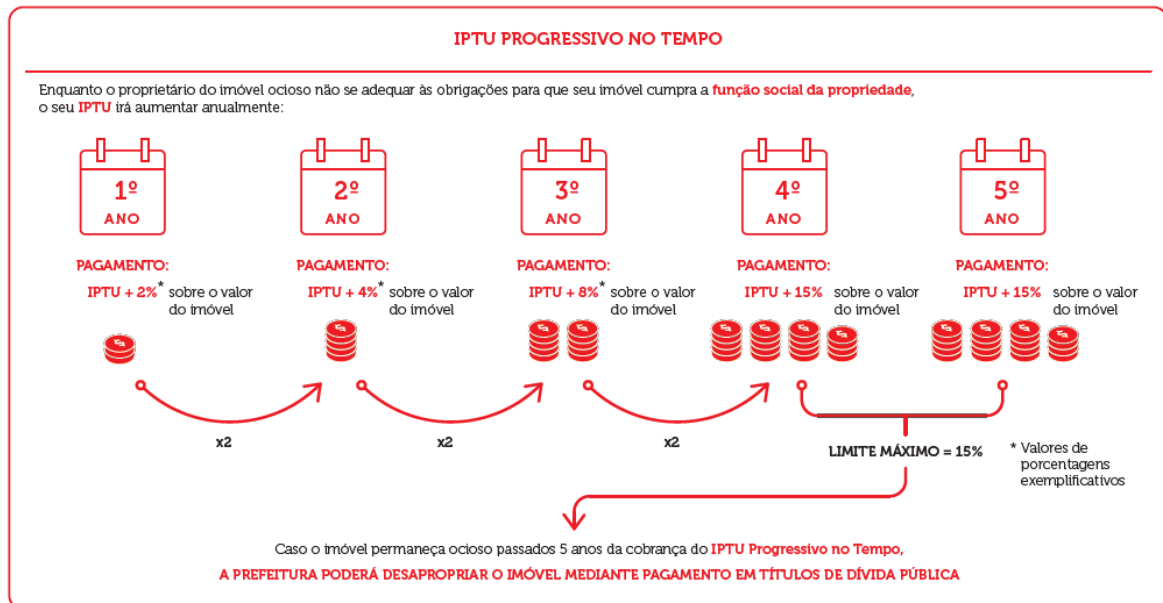 IPTU PROGRESSIVO NO TEMPO
Enquanto o proprietário do imóvel ocioso não se adequar às obrigações para que seu imóvel cumpra a função social da propriedade,
o seu IPTU irá aumentar anualmente:
1º
ANO
2º
ANO
3º
ANO
4º
ANO
5º
ANO
PAGAMENTO:
IPTU + 2%* sobre o valor
do imóvel
PAGAMENTO:
IPTU + 4%* sobre o valor
do imóvel
PAGAMENTO:
IPTU + 8%* sobre o valor
do imóvel
PAGAMENTO:
IPTU + 15% sobre o valor
do imóvel
PAGAMENTO:
IPTU + 15% sobre o valor
do imóvel
x2
x2
x2
LIMITE MÁXIMO = 15%
* Valores de
porcentagens
exemplificativos
Caso o imóvel permaneça ocioso passados 5 anos da cobrança do IPTU Progressivo no Tempo,
A PREFEITURA PODERÁ DESAPROPRIAR O IMÓVEL MEDIANTE PAGAMENTO EM TÍTULOS DE DÍVIDA PÚBLICA